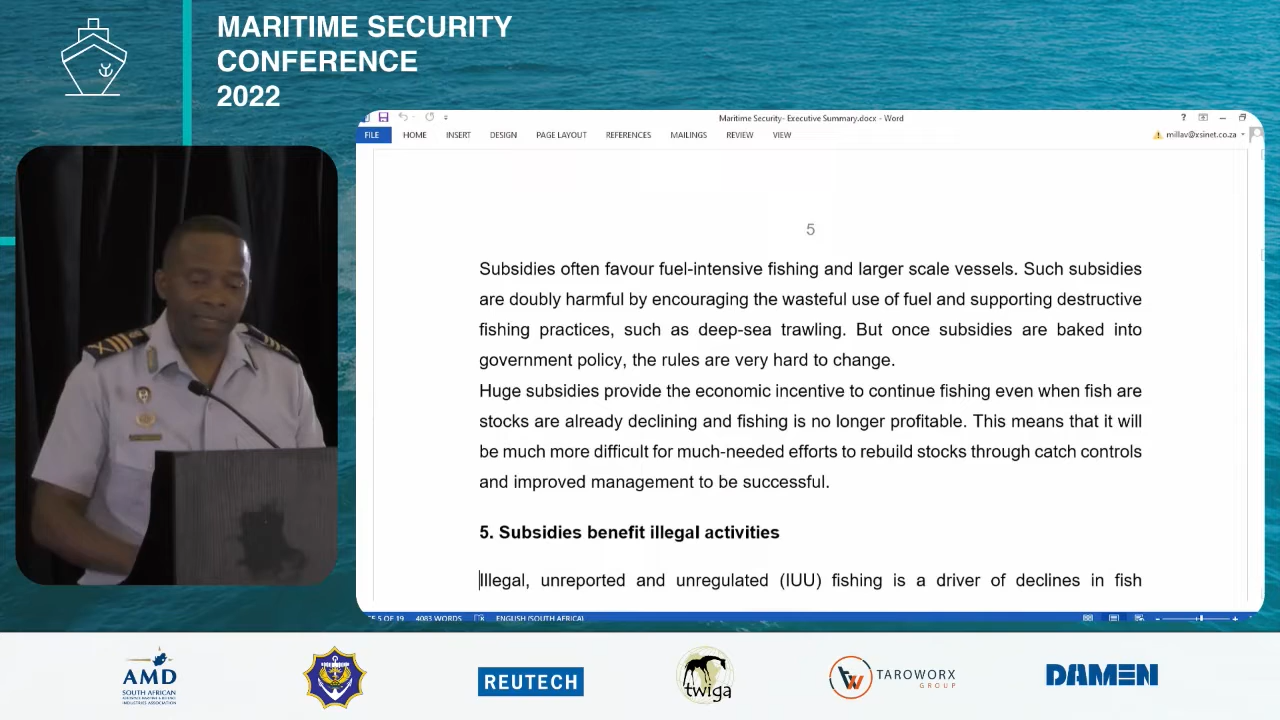 MARITIME SECURITY
CONFERENCE
2022
Maritime Security- Executive Summary.docx - Word
FILE HOME INSERT DESIGN PAGE LAYOUT REFERENCES MAILINGS REVIEW VIEW
millav@xsinet.co.za
5
Subsidies often favour fuel-intensive fishing and larger scale vessels. Such subsidies
are doubly harmful by encouraging the wasteful use of fuel and supporting destructive
fishing practices, such as deep-sea trawling. But once subsidies are baked into
government policy, the rules are very hard to change.
Huge subsidies provide the economic incentive to continue fishing even when fish are
stocks are already declining and fishing is no longer profitable. This means that it will
be much more difficult for much-needed efforts to rebuild stocks through catch controls
and improved management to be successful.
5. Subsidies benefit illegal activities
Illegal, unreported and unregulated (IUU) fishing is a driver of declines in fish
5 OF 19 4083 WORDS ENGLISH (SOUTH AFRICA)
AMD
SOUTH AFRICAN
INDUSTRIES ASSOCIATION
REUTECH
twiga
TAROWORX
GROUP
DAMEN